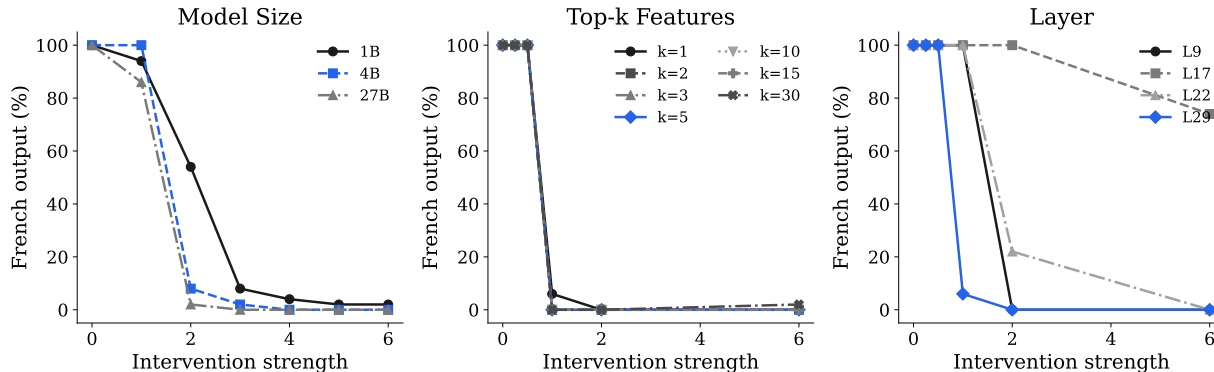 Model Size
100
80
60
40
20
0
0
2
4
6
French output (%)
Intervention strength
1B
4B
27B
Top-k Features
100
80
60
40
20
0
0
2
4
6
French output (%)
Intervention strength
k=1
k=2
k=3
k=5
k=10
k=15
k=30
Layer
100
80
60
40
20
0
0
2
4
6
French output (%)
Intervention strength
L9
L17
L22
L29